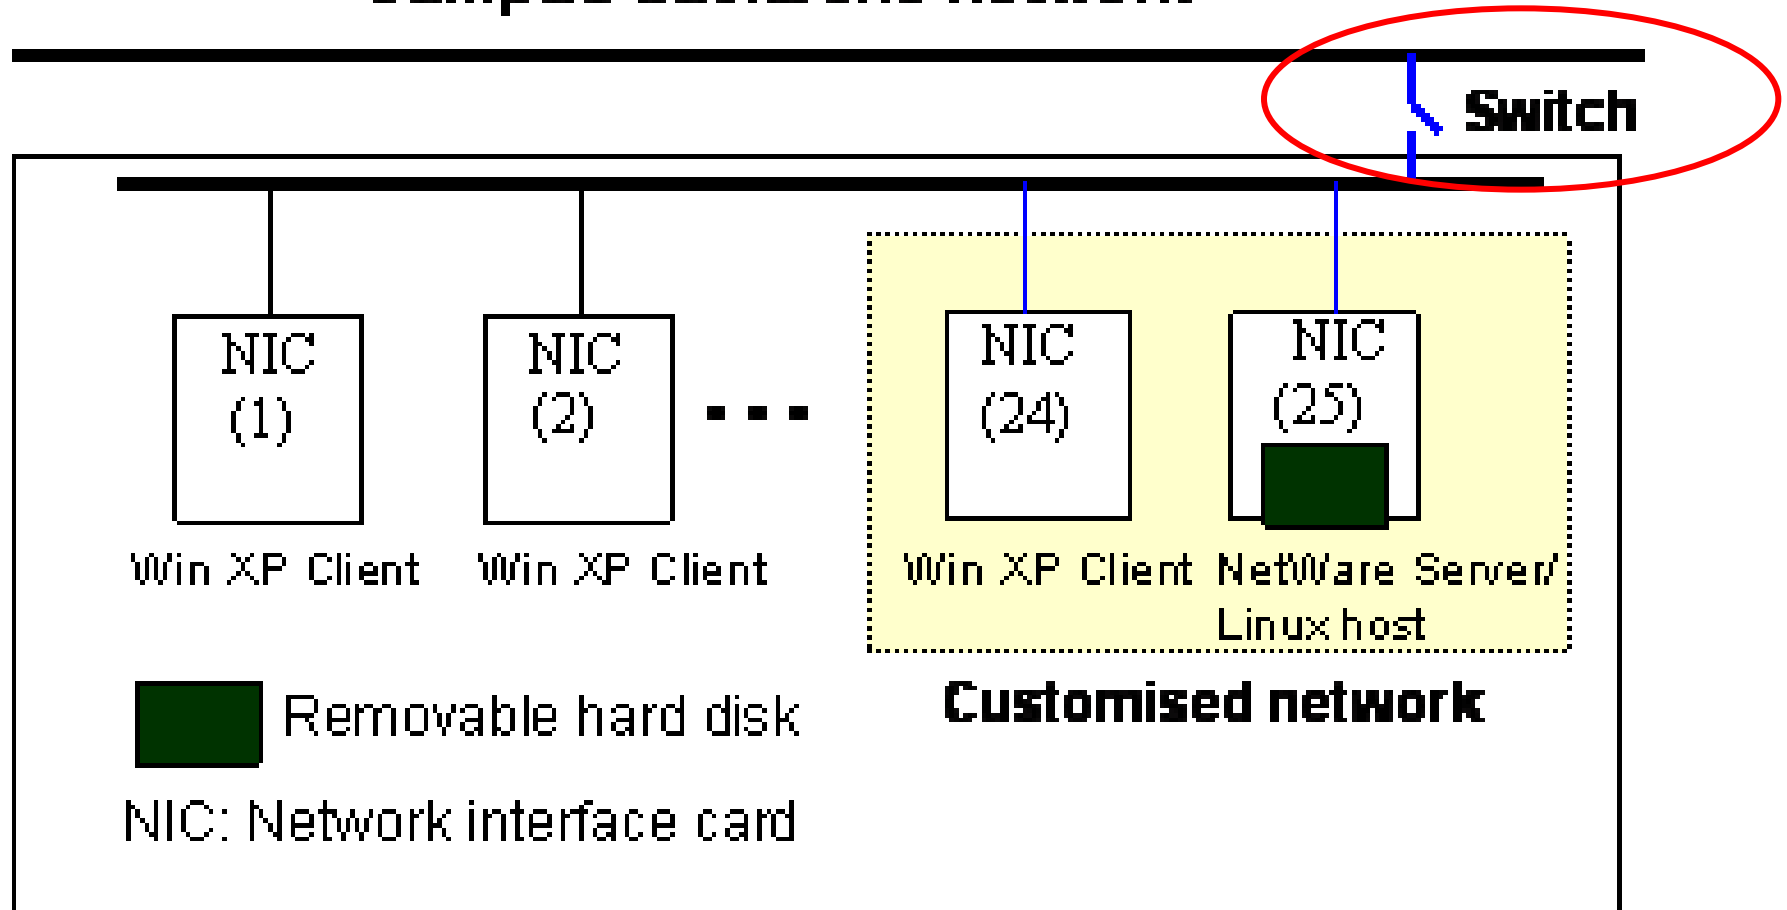 Switch
NIC
(1)
NIC
(2)
NIC
(24)
NIC
(25)
Win XP Client
Win XP Client
Win XP Client
NetWare Server/
Linux host
Customised network
Removable hard disk
NIC: Network interface card